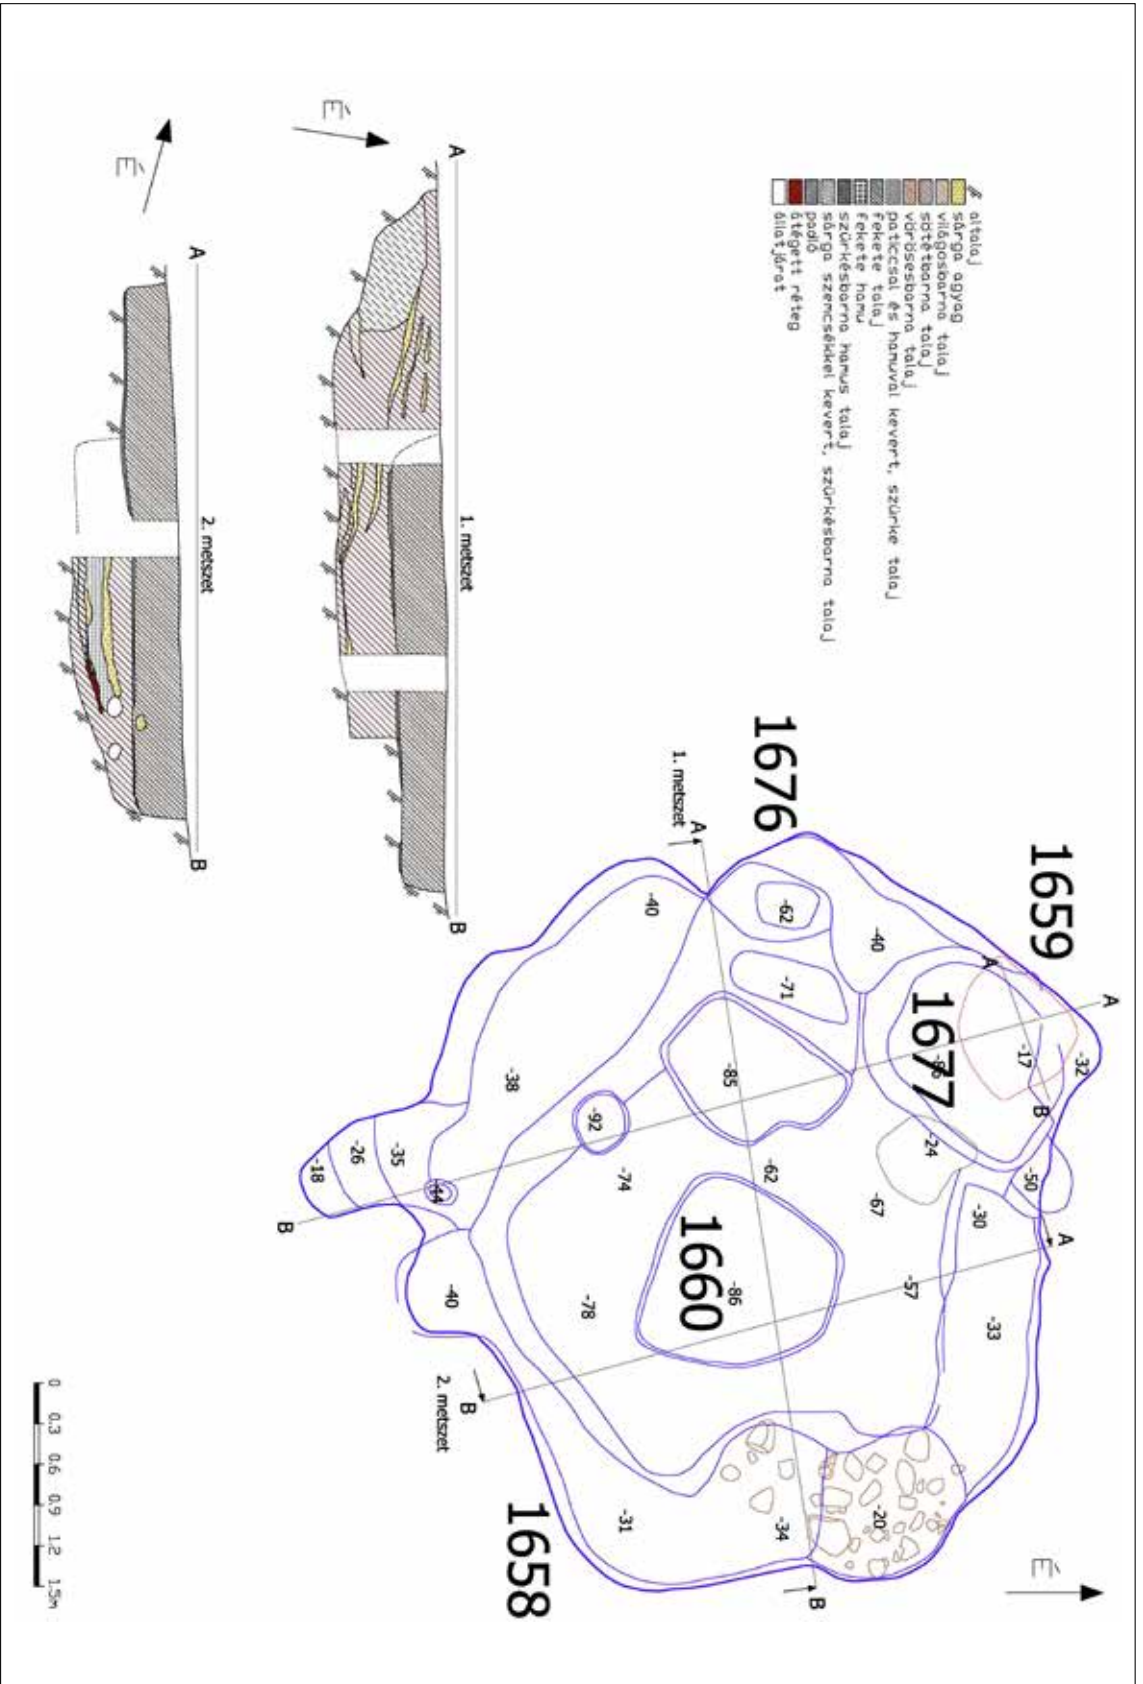 altalaj
sárga agyag
világosbarna talaj
sötétbarna talaj
vörösesbarna talaj
paticcsal és hamuval kevert, szürke talaj
fekete talaj
fekete hamu
szürkésbarna hamus talaj
sárga szemcsékkel kevert, szürkésbarna talaj
padló
átégett réteg
állatjárat
É
A
1. metszet
B
É
A
2. metszet
B
1659
A
A
-32
-17
B
1677
-24
-50
A
-30
-33
1676
1. metszet
A
-62
-40
-71
-85
-62
-67
-57
-20
-40
-38
-92
-74
1660
-86
-78
-34
B
-18
-26
-35
-44
B
-40
2. metszet
B
-31
1658
É
0 0.3 0.6 0.9 1.2 1.5m